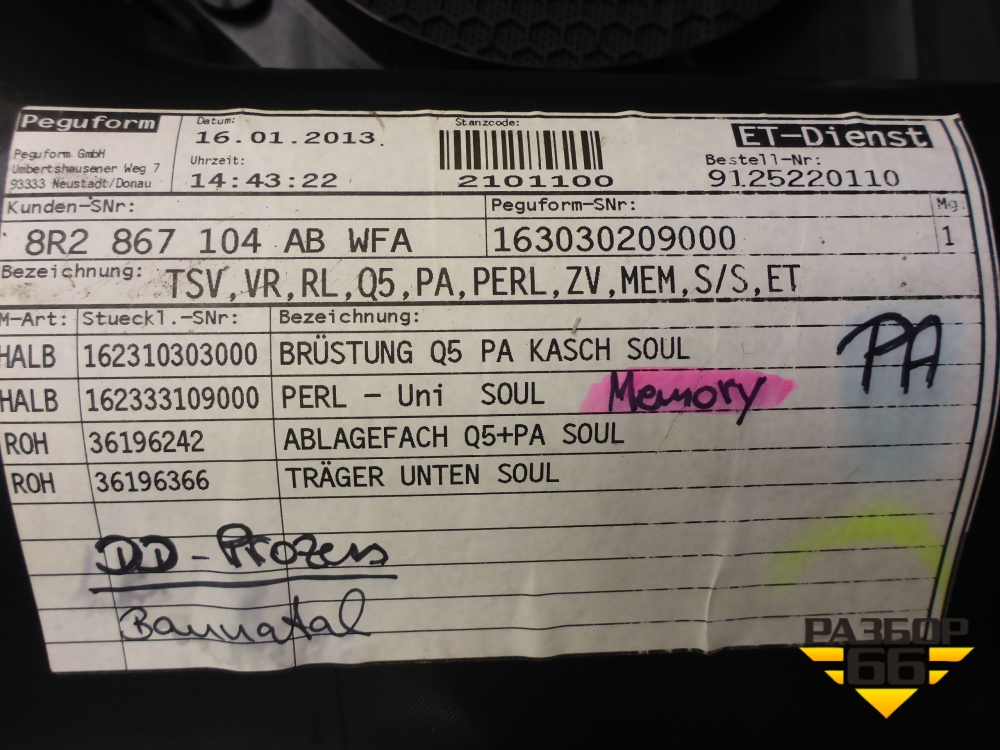 Peguform
Datum:
16.01.2013
Stanzcode:
ET-Dienst
Peguform GmbH
Umbertshausener Weg 7
93333 Neustadt/Donau
Uhrzeit:
14:43:22
2101100
Bestell-Nr:
9125220110
Kunden-SNr:
Peguform-SNr:
Mg:
8R2 867 104 AB WFA
163030209000
1
Bezeichnung: TSV,VR,RL,Q5,PA,PERL,ZV,MEM,S/S,ET
M-Art: Stueckl.-SNr: Bezeichnung:
HALB 162310303000 BRÜSTUNG Q5 PA KASCH SOUL
PA
HALB 162333109000 PERL - Uni SOUL Memory
ROH 36196242 ABLAGEFACH Q5+PA SOUL
ROH 36196366 TRÄGER UNTEN SOUL
DD-Prozess
Baunatal
РАЗБОР
66